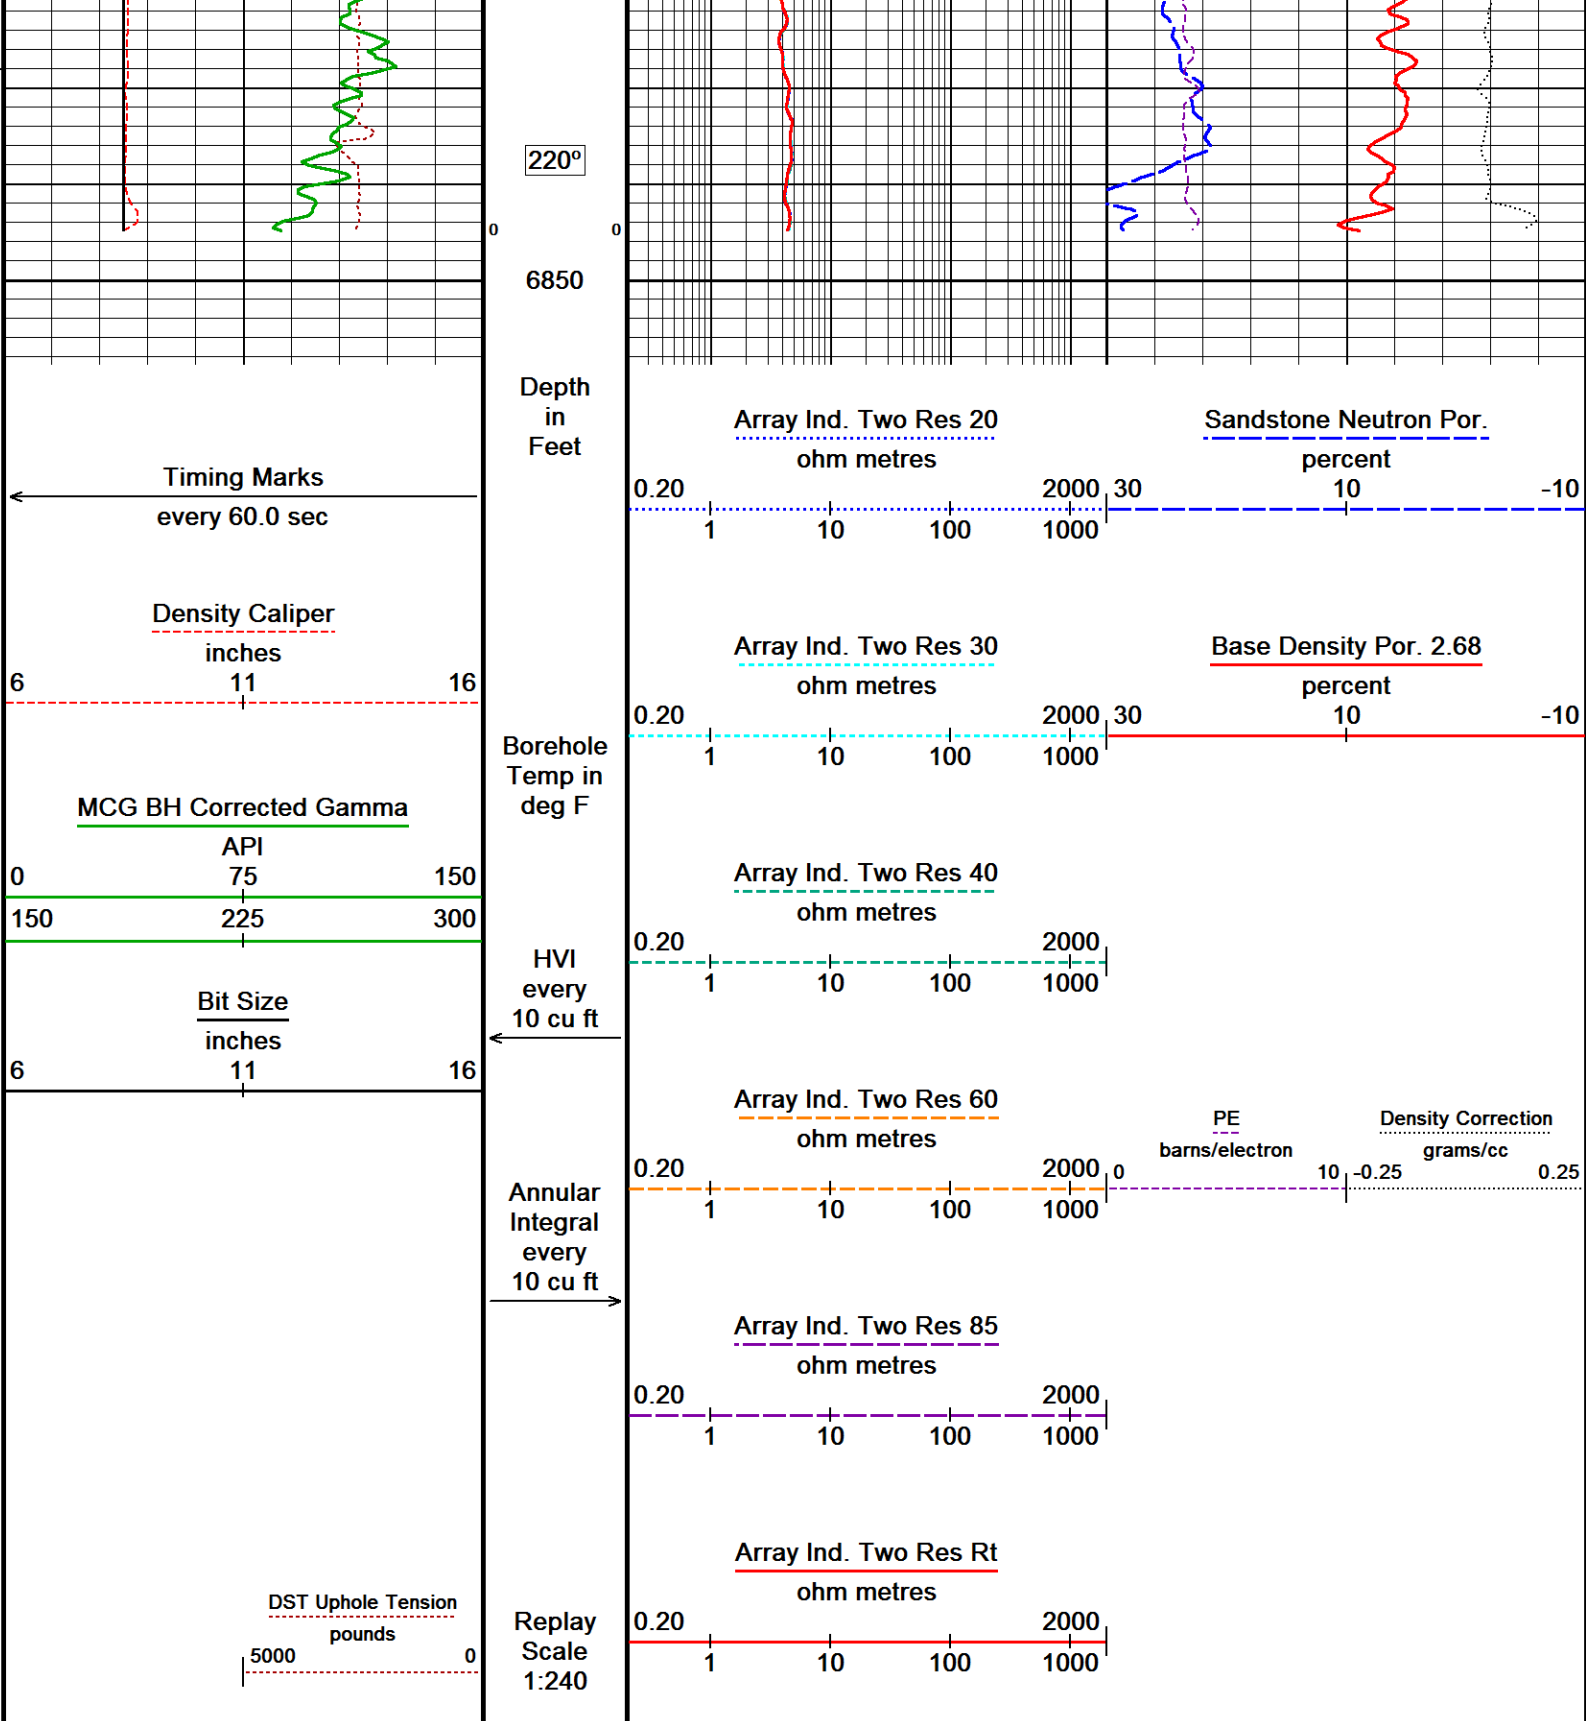 220º
0 0
6850
Depth
in
Feet
Timing Marks
every 60.0 sec
Density Caliper
inches
6 11 16
MCG BH Corrected Gamma
API
0 75 150
150 225 300
Bit Size
inches
6 11 16
DST Uphole Tension
pounds
5000 0
Borehole
Temp in
deg F
HVI
every
10 cu ft
Annular
Integral
every
10 cu ft
Replay
Scale
1:240
Array Ind. Two Res 20
ohm metres
0.20 2000
1 10 100 1000
Array Ind. Two Res 30
ohm metres
0.20 2000
1 10 100 1000
Array Ind. Two Res 40
ohm metres
0.20 2000
1 10 100 1000
Array Ind. Two Res 60
ohm metres
0.20 2000
1 10 100 1000
Array Ind. Two Res 85
ohm metres
0.20 2000
1 10 100 1000
Array Ind. Two Res Rt
ohm metres
0.20 2000
1 10 100 1000
Sandstone Neutron Por.
percent
30 10 -10
Base Density Por. 2.68
percent
30 10 -10
PE
barns/electron
0 10
Density Correction
grams/cc
-0.25 0.25